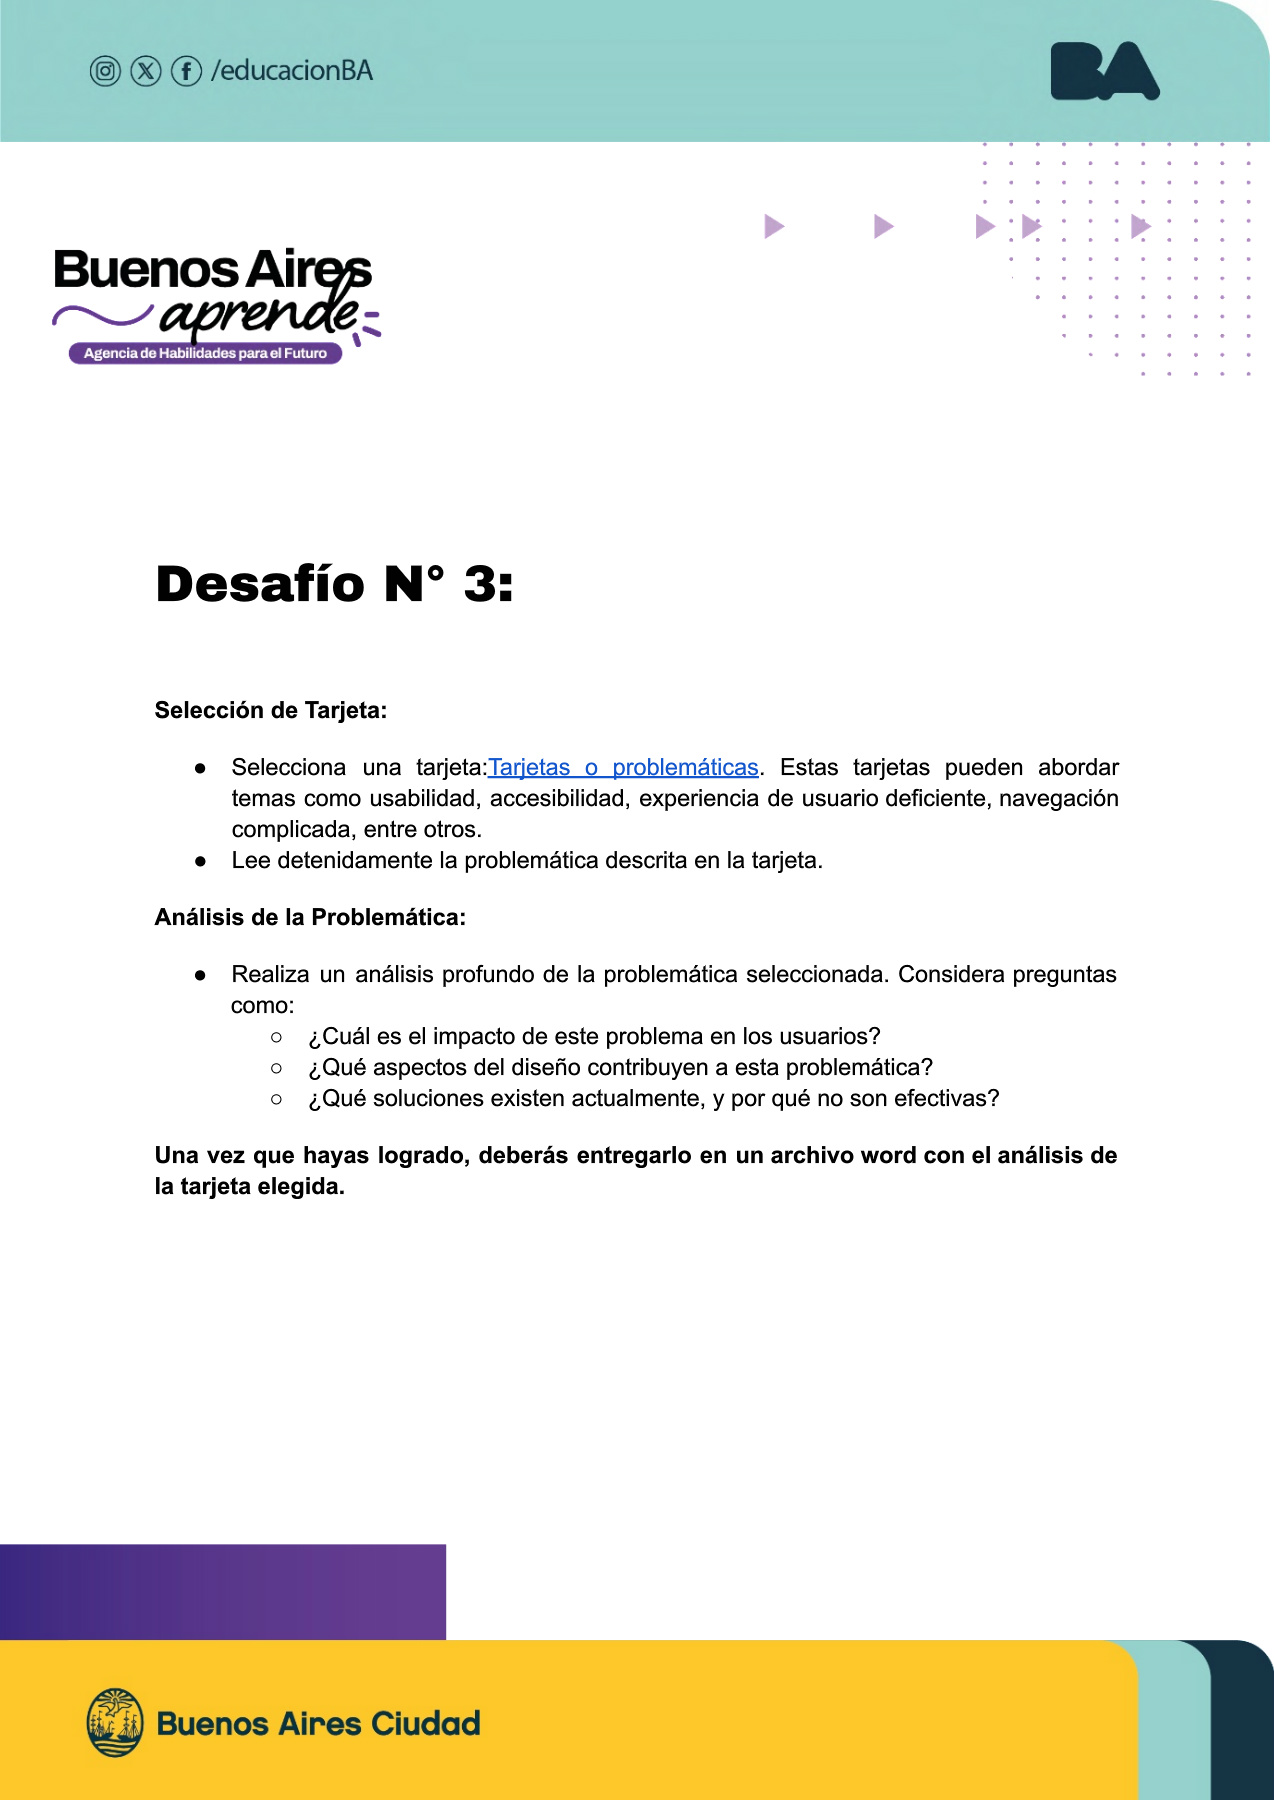 /educacionBA
BA
Buenos Aires
aprende
Agencia de Habilidades para el Futuro
Desafío N° 3:
Selección de Tarjeta:
● Selecciona una tarjeta:Tarjetas o problemáticas. Estas tarjetas pueden abordar
temas como usabilidad, accesibilidad, experiencia de usuario deficiente, navegación
complicada, entre otros.
● Lee detenidamente la problemática descrita en la tarjeta.
Análisis de la Problemática:
● Realiza un análisis profundo de la problemática seleccionada. Considera preguntas
como:
○ ¿Cuál es el impacto de este problema en los usuarios?
○ ¿Qué aspectos del diseño contribuyen a esta problemática?
○ ¿Qué soluciones existen actualmente, y por qué no son efectivas?
Una vez que hayas logrado, deberás entregarlo en un archivo word con el análisis de
la tarjeta elegida.
Buenos Aires Ciudad